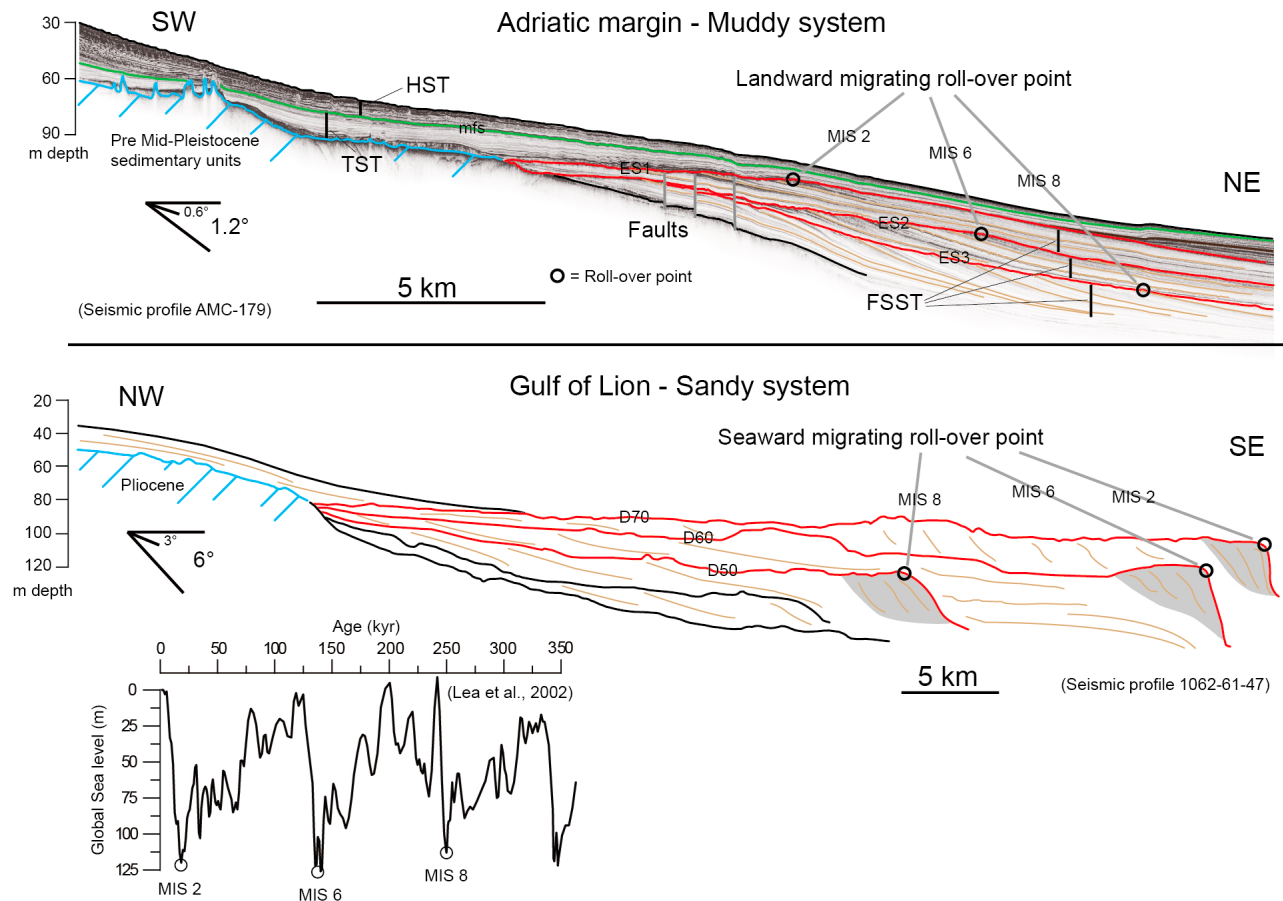 Adriatic margin - Muddy system
SW
NE
30
60
90
m depth
HST
mfs
TST
Pre Mid-Pleistocene
sedimentary units
Landward migrating roll-over point
MIS 2
MIS 6
MIS 8
ES1
ES2
ES3
Faults
FSST
0.6°
1.2°
5 km
= Roll-over point
(Seismic profile AMC-179)
Gulf of Lion - Sandy system
NW
SE
20
40
60
80
100
120
m depth
Pliocene
Seaward migrating roll-over point
MIS 8
MIS 6
MIS 2
D70
D60
D50
3°
6°
5 km
(Seismic profile 1062-61-47)
Age (kyr)
0 50 100 150 200 250 300 350
(Lea et al., 2002)
Global Sea level (m)
0
25
50
75
100
125
MIS 2
MIS 6
MIS 8